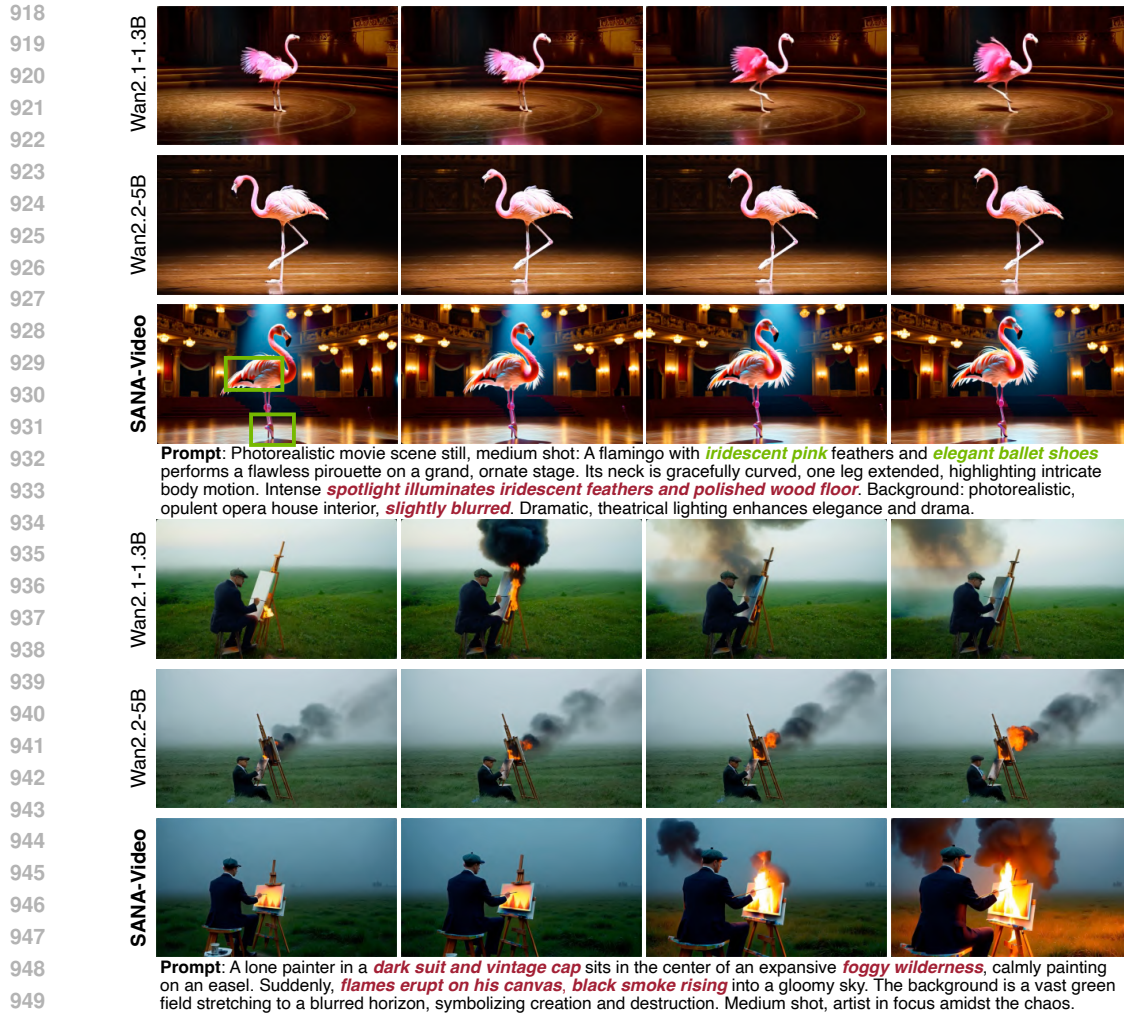 918
919
920
921
922
923
924
925
926
927
928
929
930
931
932
933
934
935
936
937
938
939
940
941
942
943
944
945
946
947
948
949
Wan2.1-1.3B
Wan2.2-5B
SANA-Video
Prompt: Photorealistic movie scene still, medium shot: A flamingo with iridescent pink feathers and elegant ballet shoes
performs a flawless pirouette on a grand, ornate stage. Its neck is gracefully curved, one leg extended, highlighting intricate
body motion. Intense spotlight illuminates iridescent feathers and polished wood floor. Background: photorealistic,
opulent opera house interior, slightly blurred. Dramatic, theatrical lighting enhances elegance and drama.
Wan2.1-1.3B
Wan2.2-5B
SANA-Video
Prompt: A lone painter in a dark suit and vintage cap sits in the center of an expansive foggy wilderness, calmly painting
on an easel. Suddenly, flames erupt on his canvas, black smoke rising into a gloomy sky. The background is a vast green
field stretching to a blurred horizon, symbolizing creation and destruction. Medium shot, artist in focus amidst the chaos.